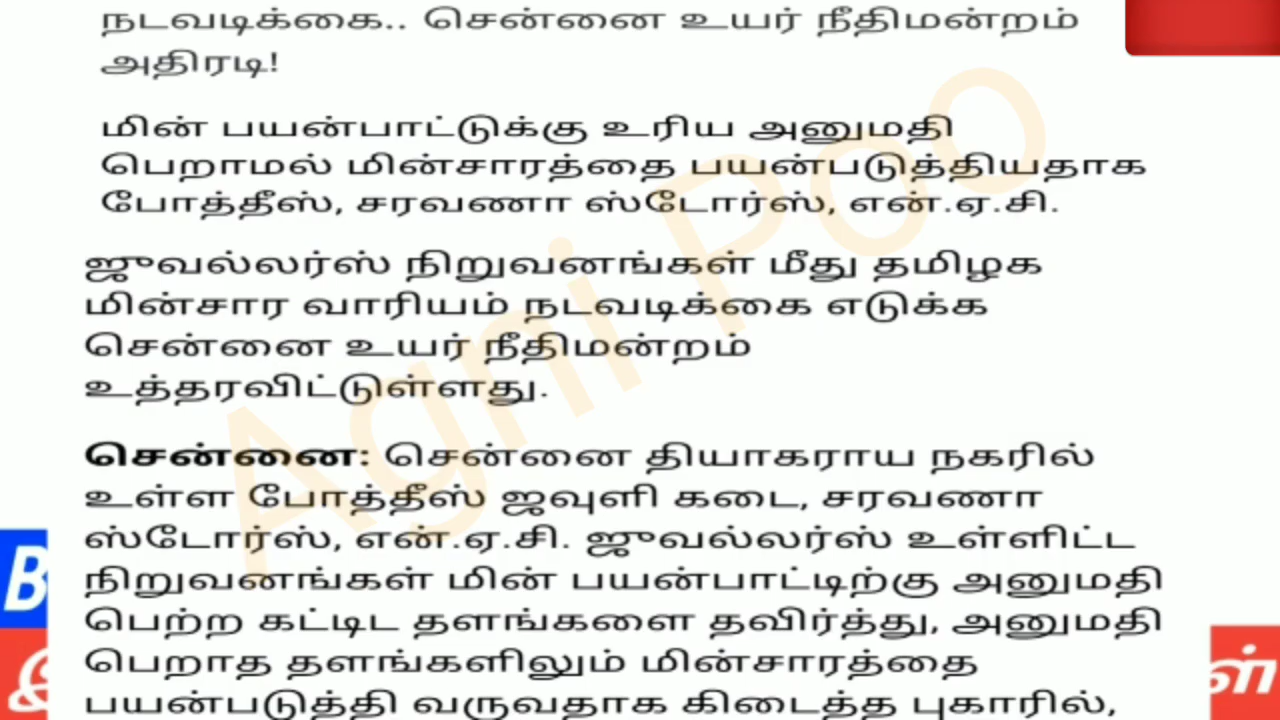 நடவடிக்கை.. சென்னை உயர் நீதிமன்றம்
அதிரடி!
மின் பயன்பாட்டுக்கு உரிய அனுமதி
பெறாமல் மின்சாரத்தை பயன்படுத்தியதாக
போத்தீஸ், சரவணா ஸ்டோர்ஸ், என்.ஏ.சி.
ஜுவல்லர்ஸ் நிறுவனங்கள் மீது தமிழக
மின்சார வாரியம் நடவடிக்கை எடுக்க
சென்னை உயர் நீதிமன்றம்
உத்தரவிட்டுள்ளது.
சென்னை: சென்னை தியாகராய நகரில்
உள்ள போத்தீஸ் ஜவுளி கடை, சரவணா
ஸ்டோர்ஸ், என்.ஏ.சி. ஜுவல்லர்ஸ் உள்ளிட்ட
நிறுவனங்கள் மின் பயன்பாட்டிற்கு அனுமதி
பெற்ற கட்டிட தளங்களை தவிர்த்து, அனுமதி
பெறாத தளங்களிலும் மின்சாரத்தை
பயன்படுத்தி வருவதாக கிடைத்த புகாரில்,
Agni Poo
B